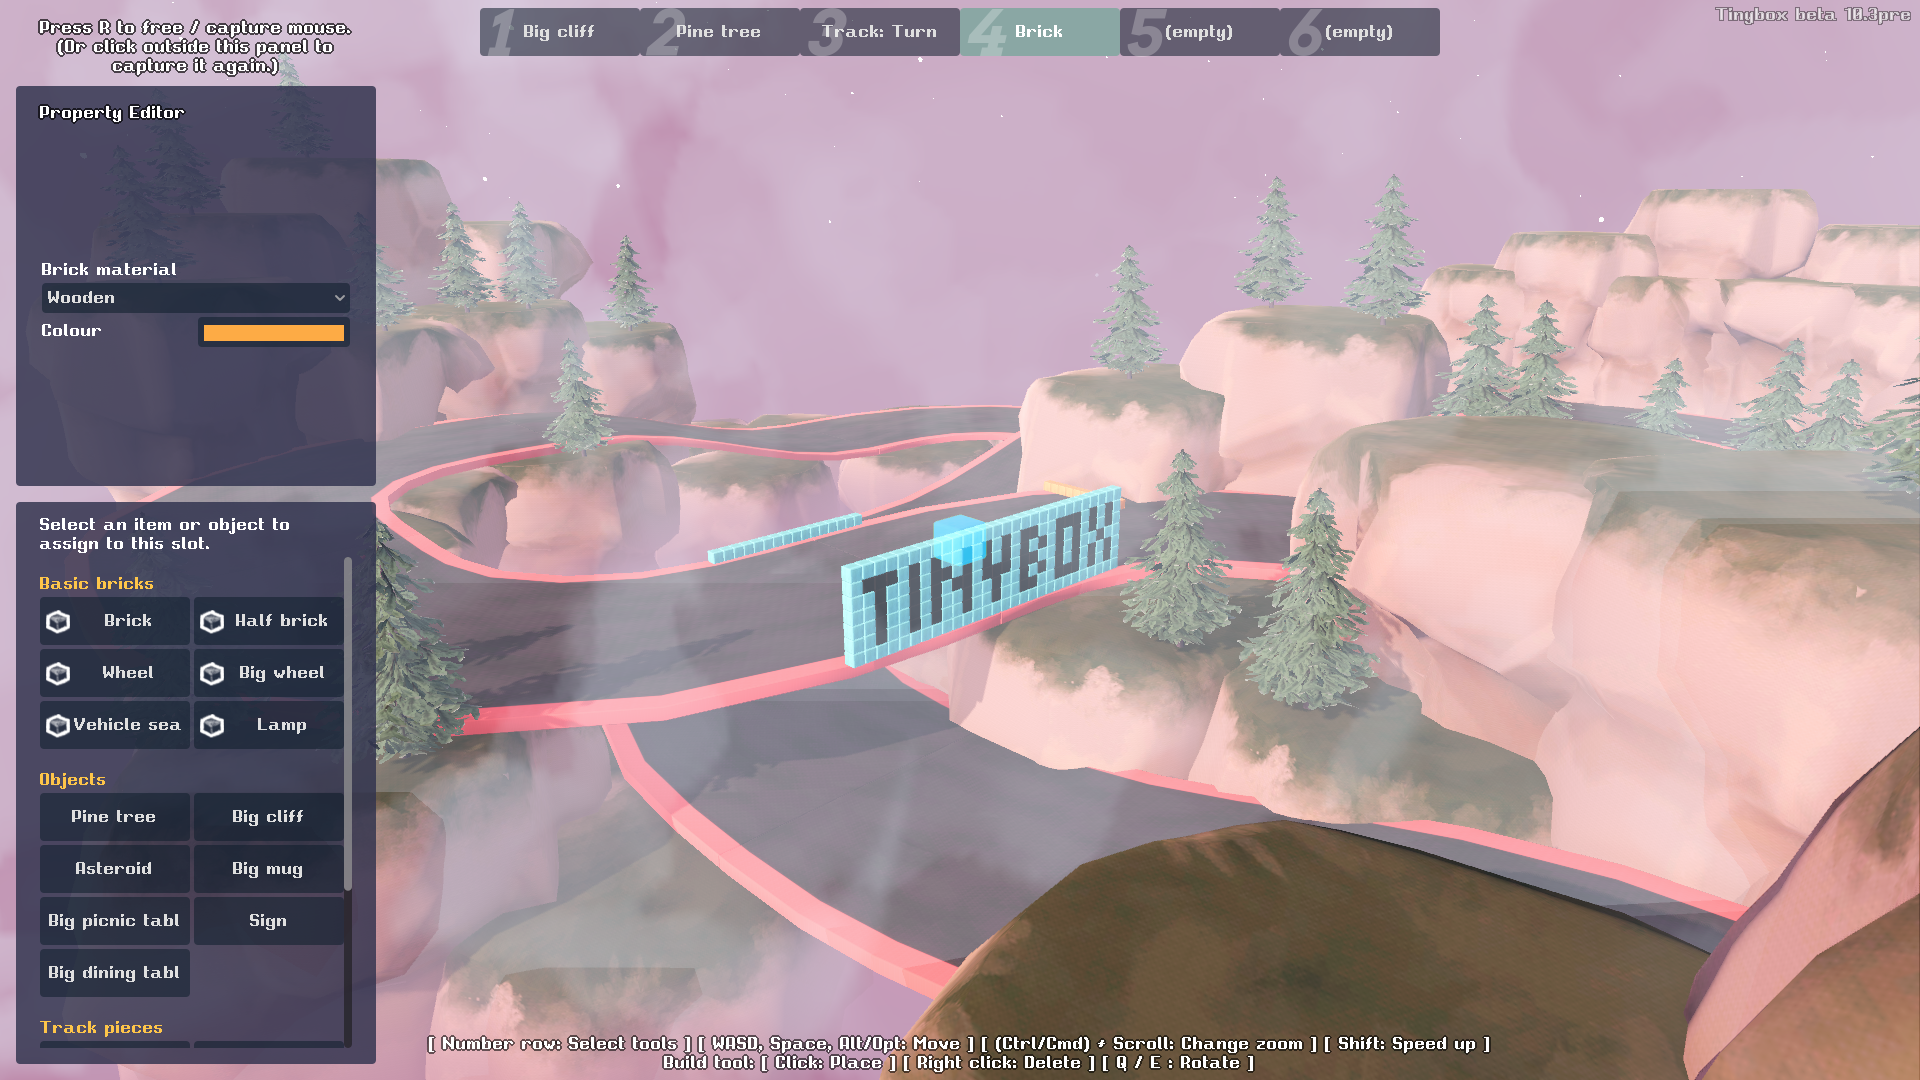 Press R to free / capture mouse.
(Or click outside this panel to
capture it again.)
1 Big cliff
2 Pine tree
3 Track: Turn
4 Brick
5 (empty)
6 (empty)
Tinybox beta 10.3pre
Property Editor
Brick material
Wooden
Colour
TINYBOX
Select an item or object to
assign to this slot.
Basic bricks
Brick
Half brick
Wheel
Big wheel
Vehicle sea
Lamp
Objects
Pine tree
Big cliff
Asteroid
Big mug
Big picnic tabl
Sign
Big dining tabl
Track pieces
[ Number row: Select tools ] [ WASD, Space, Alt/Opt: Move ] [ (Ctrl/Cmd) + Scroll: Change zoom ] [ Shift: Speed up ]
Build tool: [ Click: Place ] [ Right click: Delete ] [ Q / E : Rotate ]